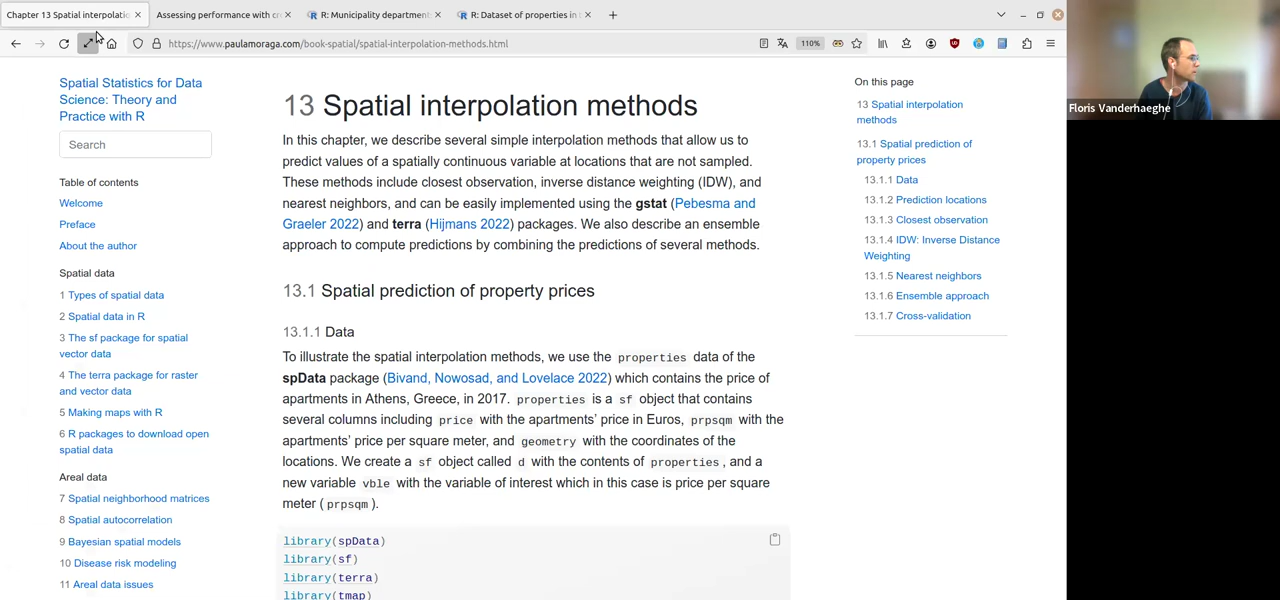 Chapter 13 Spatial interpolatio
Assessing performance with cr
R: Municipality department
R: Dataset of properties in
https://www.paulamoraga.com/book-spatial/spatial-interpolation-methods.html
110%
Floris Vanderhaeghe
Spatial Statistics for Data
Science: Theory and
Practice with R
Search
Table of contents
Welcome
Preface
About the author
Spatial data
1 Types of spatial data
2 Spatial data in R
3 The sf package for spatial
vector data
4 The terra package for raster
and vector data
5 Making maps with R
6 R packages to download open
spatial data
Areal data
7 Spatial neighborhood matrices
8 Spatial autocorrelation
9 Bayesian spatial models
10 Disease risk modeling
11 Areal data issues
13 Spatial interpolation methods
In this chapter, we describe several simple interpolation methods that allow us to
predict values of a spatially continuous variable at locations that are not sampled.
These methods include closest observation, inverse distance weighting (IDW), and
nearest neighbors, and can be easily implemented using the gstat (Pebesma and
Graeler 2022) and terra (Hijmans 2022) packages. We also describe an ensemble
approach to compute predictions by combining the predictions of several methods.
13.1 Spatial prediction of property prices
13.1.1 Data
To illustrate the spatial interpolation methods, we use the properties data of the
spData package (Bivand, Nowosad, and Lovelace 2022) which contains the price of
apartments in Athens, Greece, in 2017. properties is a sf object that contains
several columns including price with the apartments’ price in Euros, prpsqm with the
apartments’ price per square meter, and geometry with the coordinates of the
locations. We create a sf object called d with the contents of properties, and a
new variable vble with the variable of interest which in this case is price per square
meter (prpsqm).
library(spData)
library(sf)
library(terra)
library(tmap)
On this page
13 Spatial interpolation
methods
13.1 Spatial prediction of
property prices
13.1.1 Data
13.1.2 Prediction locations
13.1.3 Closest observation
13.1.4 IDW: Inverse Distance
Weighting
13.1.5 Nearest neighbors
13.1.6 Ensemble approach
13.1.7 Cross-validation